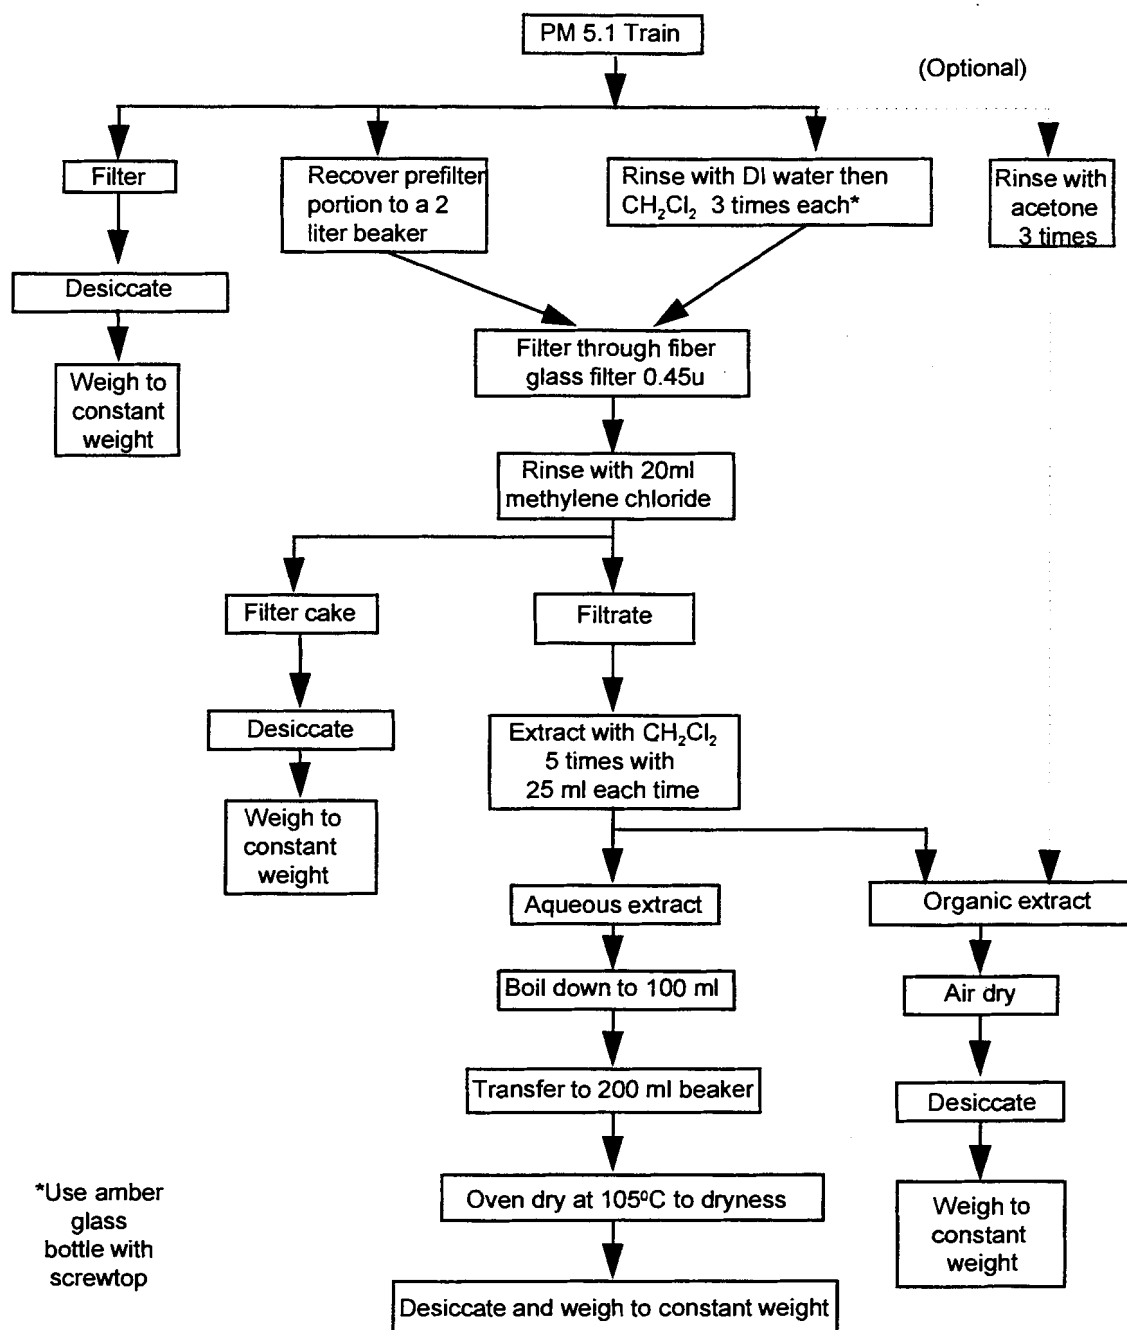 PM 5.1 Train
(Optional)
Filter
Recover prefilter
portion to a 2
liter beaker
Rinse with DI water then
CH₂Cl₂ 3 times each*
Rinse with
acetone
3 times
Desiccate
Weigh to
constant
weight
Filter through fiber
glass filter 0.45u
Rinse with 20ml
methylene chloride
Filter cake
Filtrate
Desiccate
Weigh to
constant
weight
Extract with CH₂Cl₂
5 times with
25 ml each time
Aqueous extract
Organic extract
Boil down to 100 ml
Air dry
Transfer to 200 ml beaker
Desiccate
Oven dry at 105⁰C to dryness
Weigh to
constant
weight
Desiccate and weigh to constant weight
*Use amber
glass
bottle with
screwtop